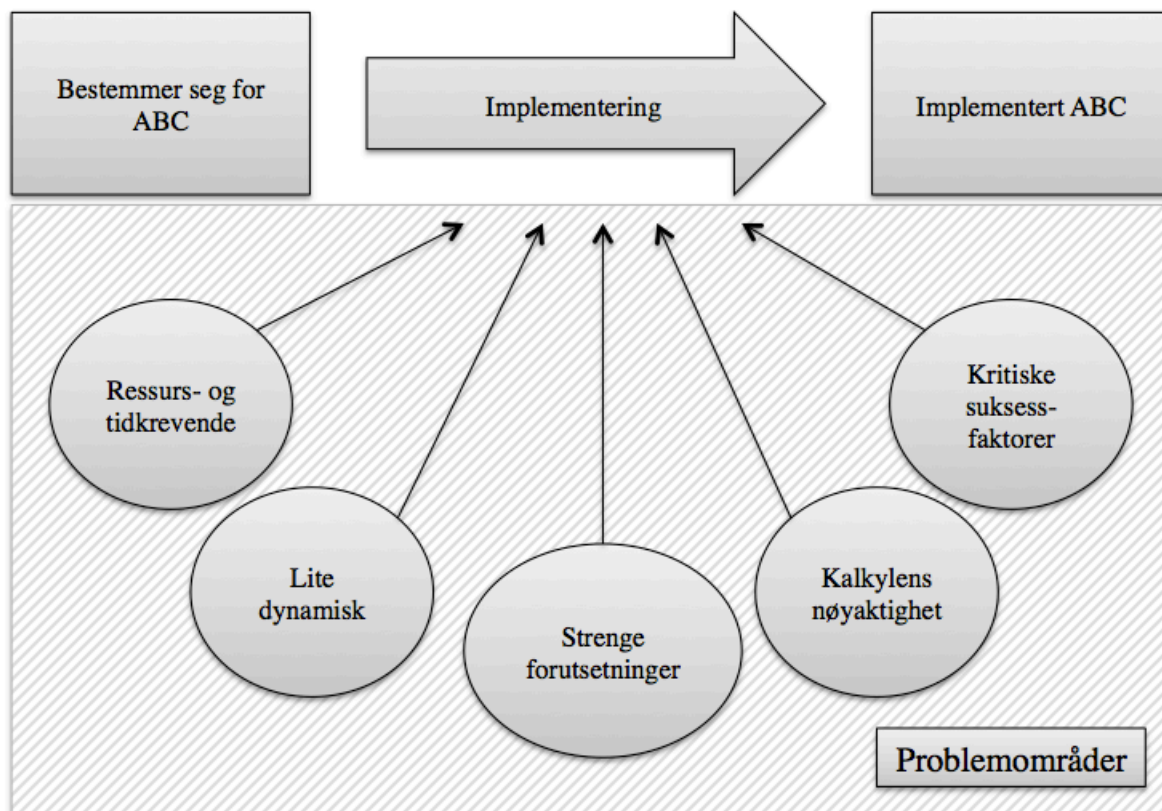 Bestemmer seg for
ABC
Implementering
Implementert ABC
Ressurs- og
tidkrevende
Lite
dynamisk
Strenge
forutsetninger
Kalkylens
nøyaktighet
Kritiske
suksess-
faktorer
Problemområder